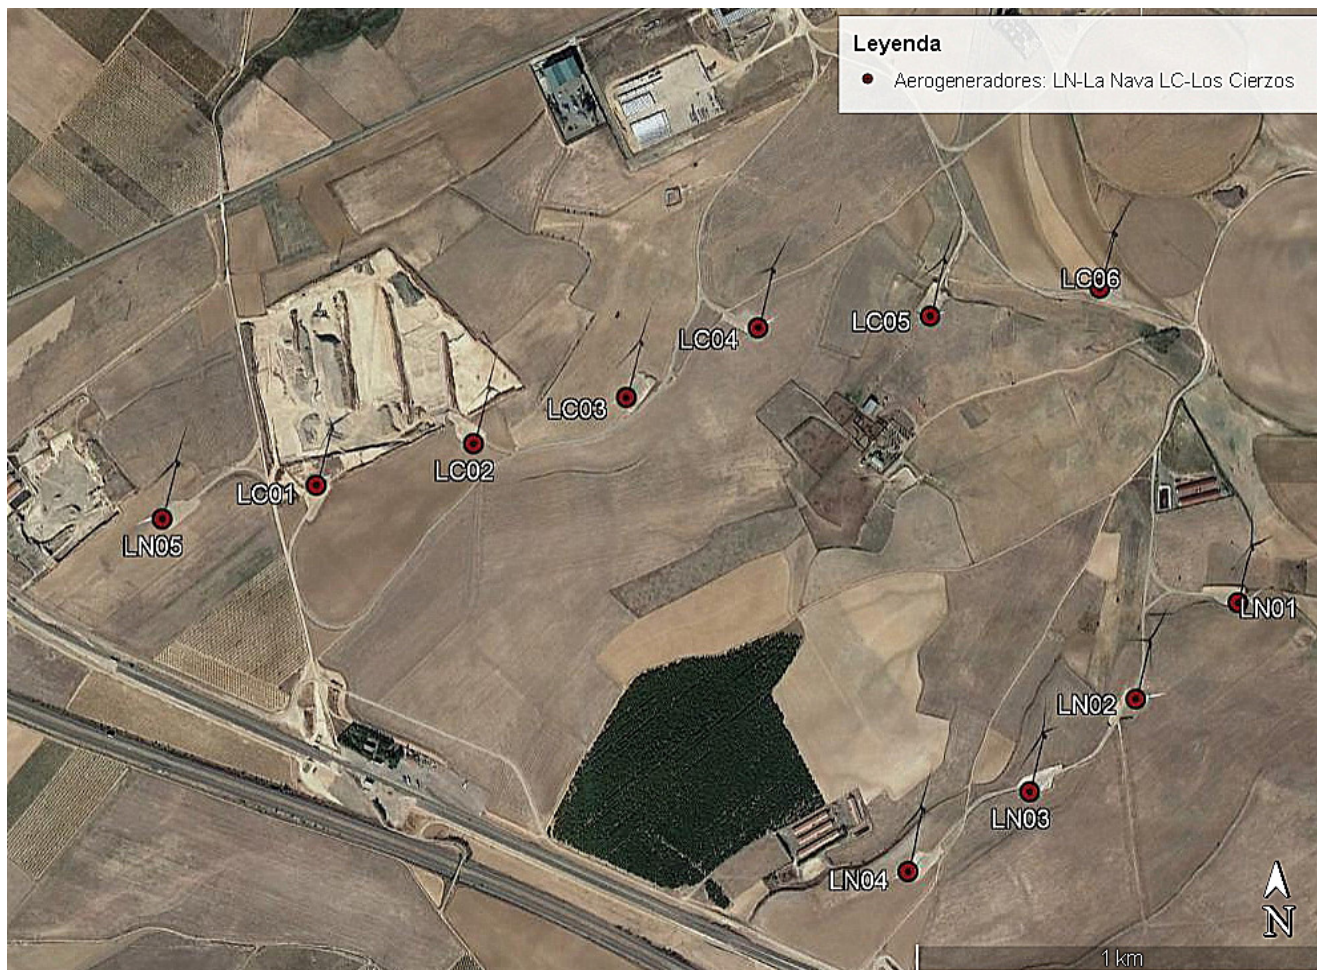 Leyenda
Aerogeneradores: LN-La Nava LC-Los Cierzos
LC06
LC05
LC04
LC03
LC02
LC01
LN05
LN01
LN02
LN03
LN04
N
1 km